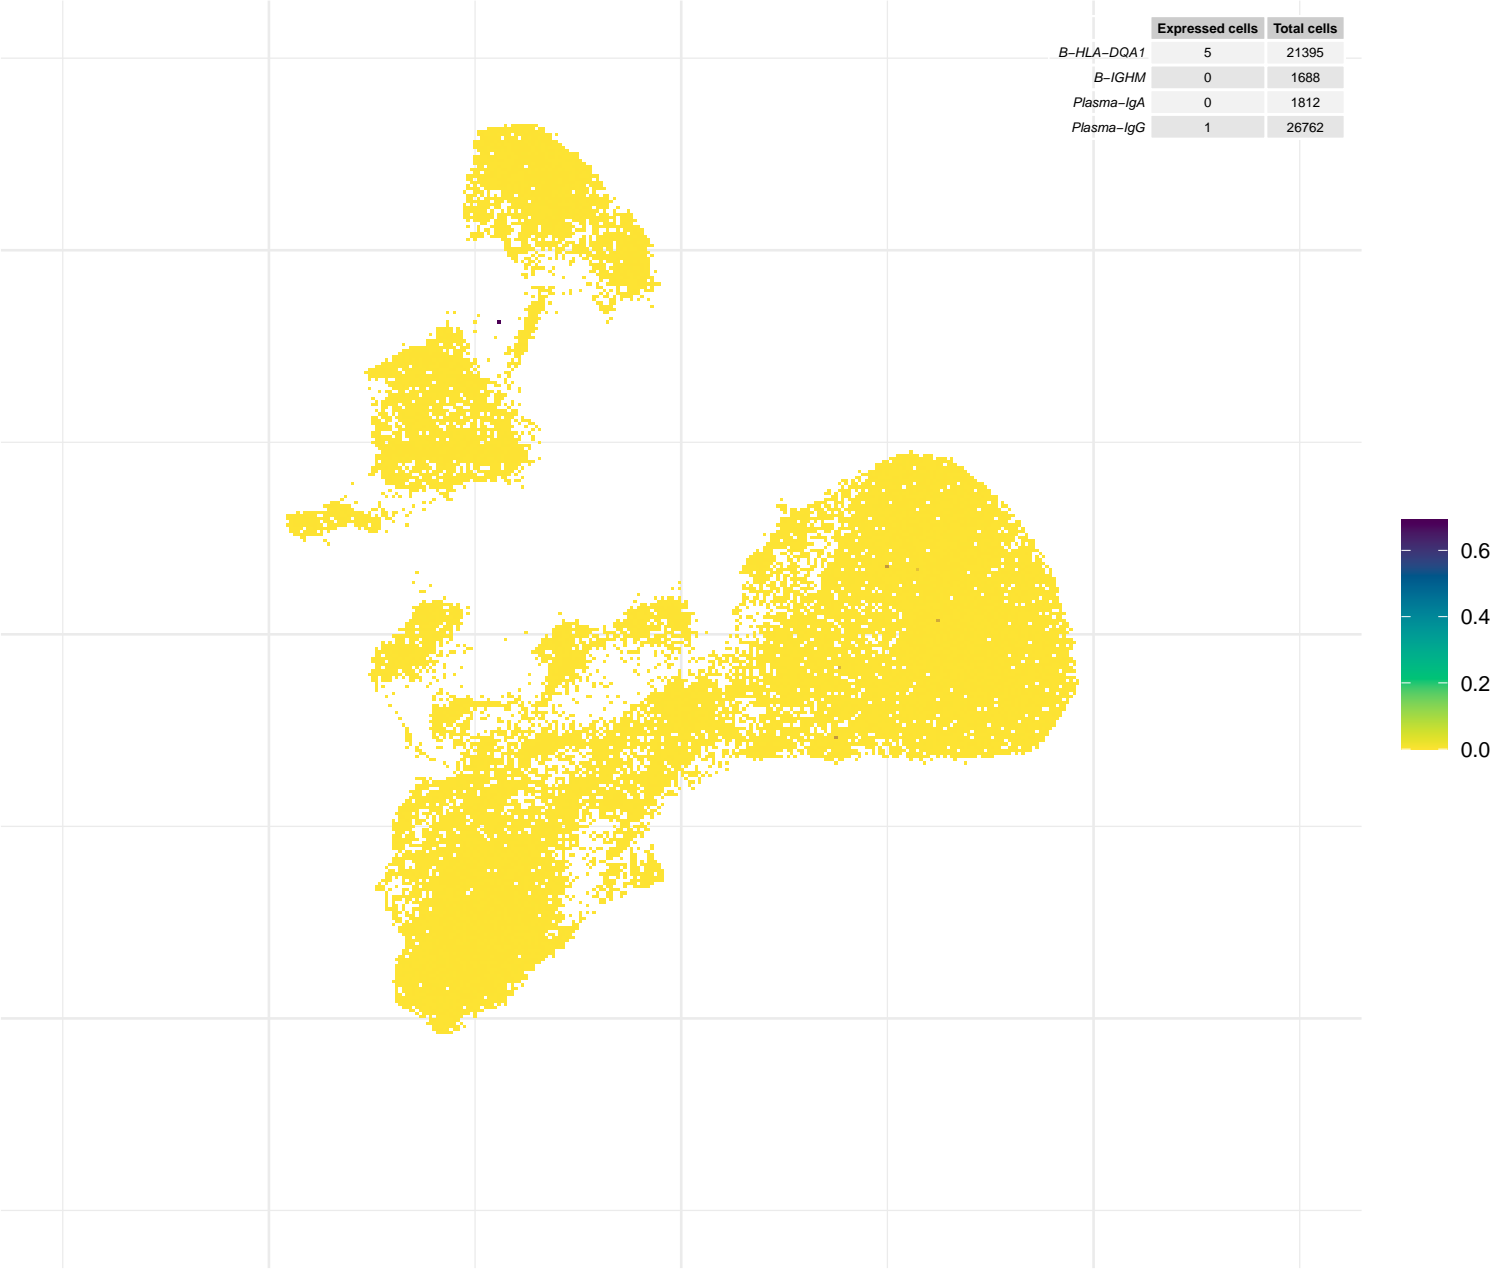 Expressed cells Total cells
B−HLA−DQA1 5 21395
B−IGHM 0 1688
Plasma−IgA 0 1812
Plasma−IgG 1 26762
0.6
0.4
0.2
0.0